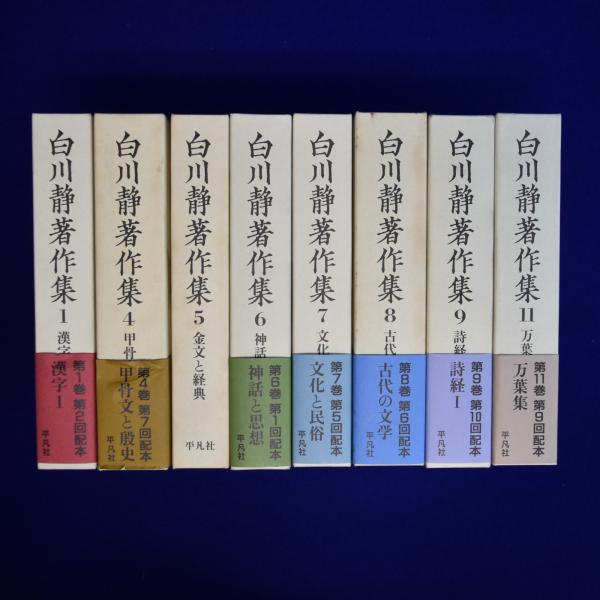 白川静著作集
1
漢字
第1巻 第2回配本
漢字 I
平凡社
白川静著作集
4
甲骨
第4巻 第7回配本
甲骨文と殷史
平凡社
白川静著作集
5
金文と経典
平凡社
白川静著作集
6
神話
第6巻 第1回配本
神話と思想
平凡社
白川静著作集
7
文化
第7巻 第5回配本
文化と民俗
平凡社
白川静著作集
8
古代
第8巻 第6回配本
古代の文学
平凡社
白川静著作集
9
詩経
第9巻 第10回配本
詩経 I
平凡社
白川静著作集
11
万葉
第11巻 第9回配本
万葉集
平凡社